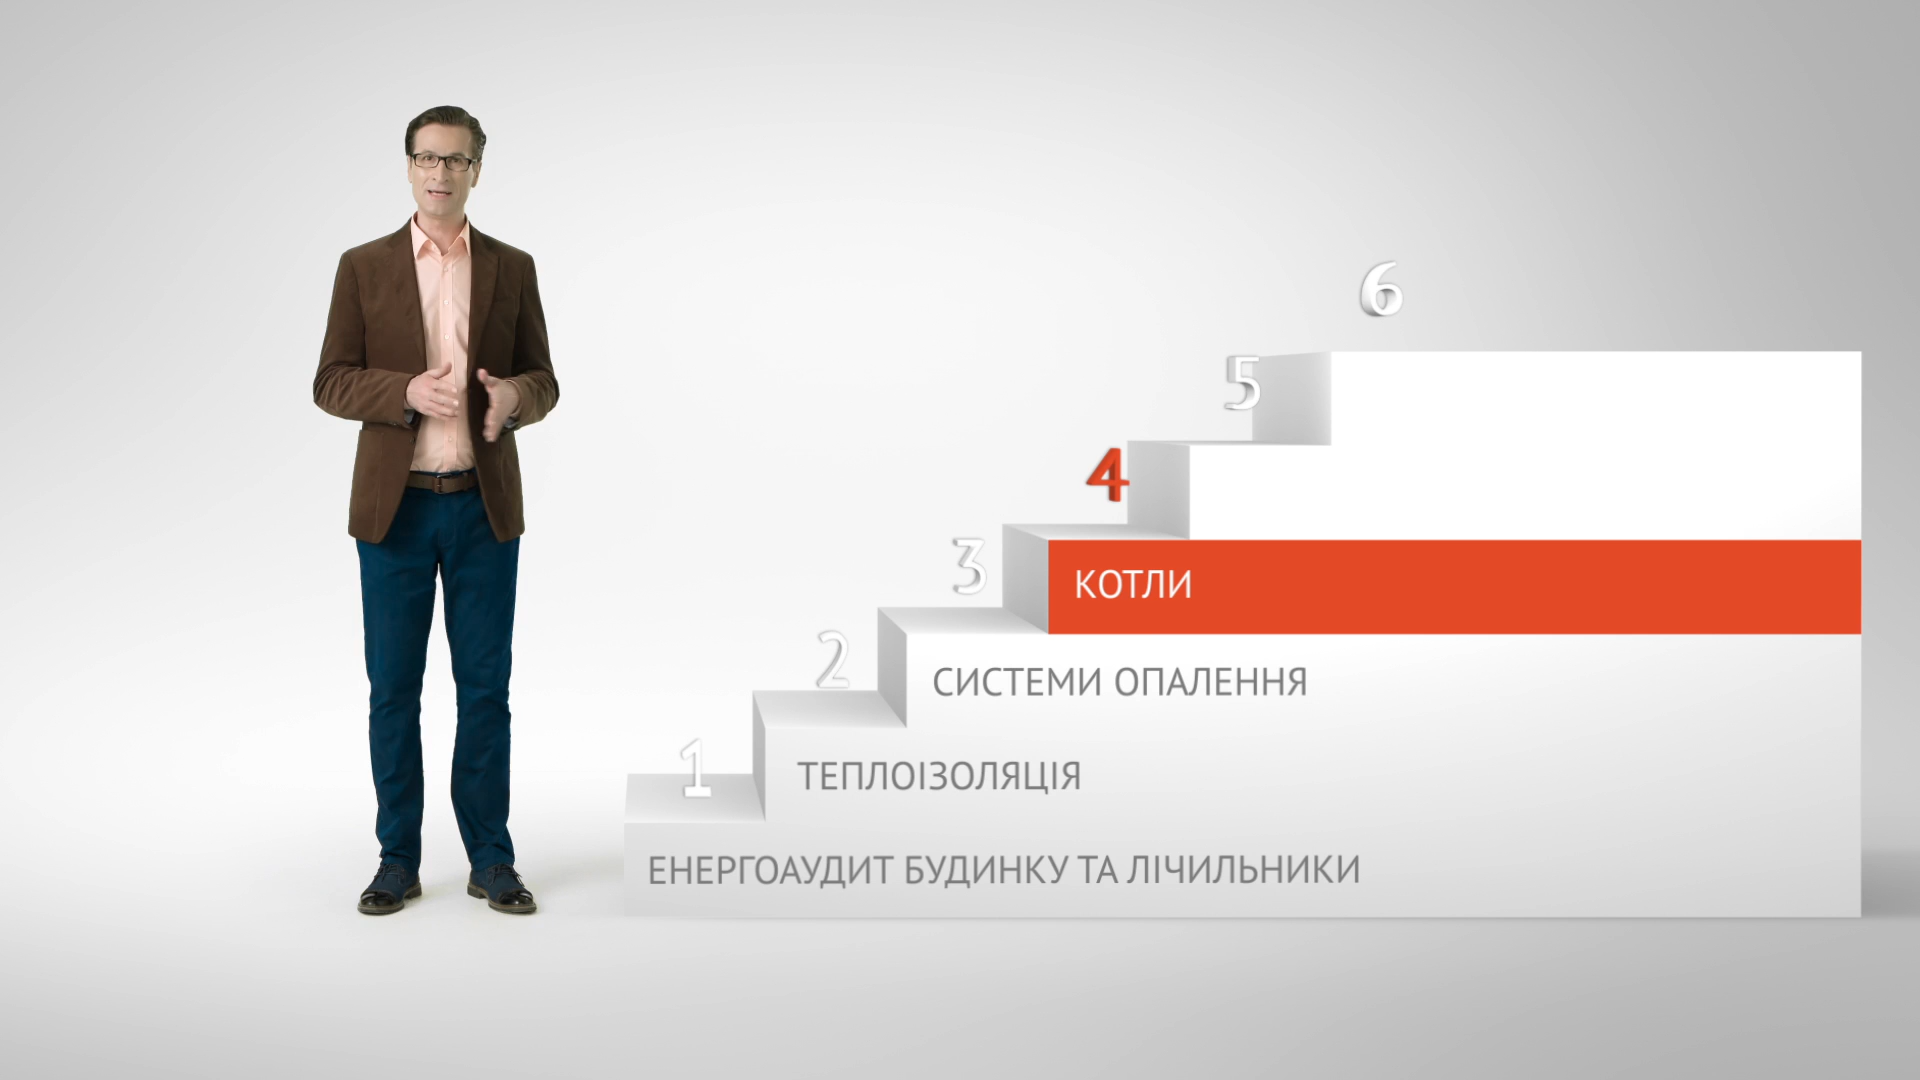 6
5
4
КОТЛИ
3
СИСТЕМИ ОПАЛЕННЯ
2
ТЕПЛОІЗОЛЯЦІЯ
1
ЕНЕРГОАУДИТ БУДИНКУ ТА ЛІЧИЛЬНИКИ